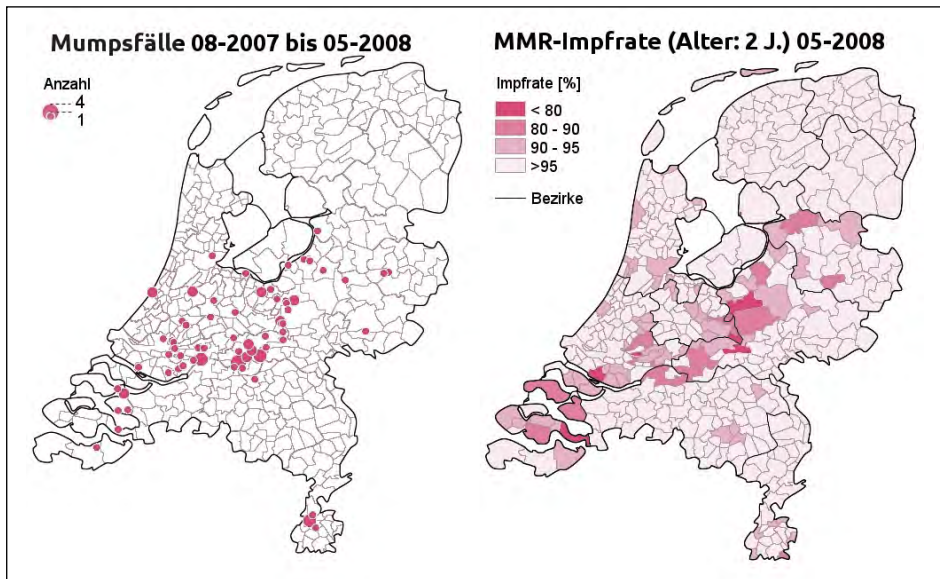 Mumpsfälle 08-2007 bis 05-2008
Anzahl
4
1
MMR-Impfrate (Alter: 2 J.) 05-2008
Impfrate [%]
< 80
80 - 90
90 - 95
>95
Bezirke